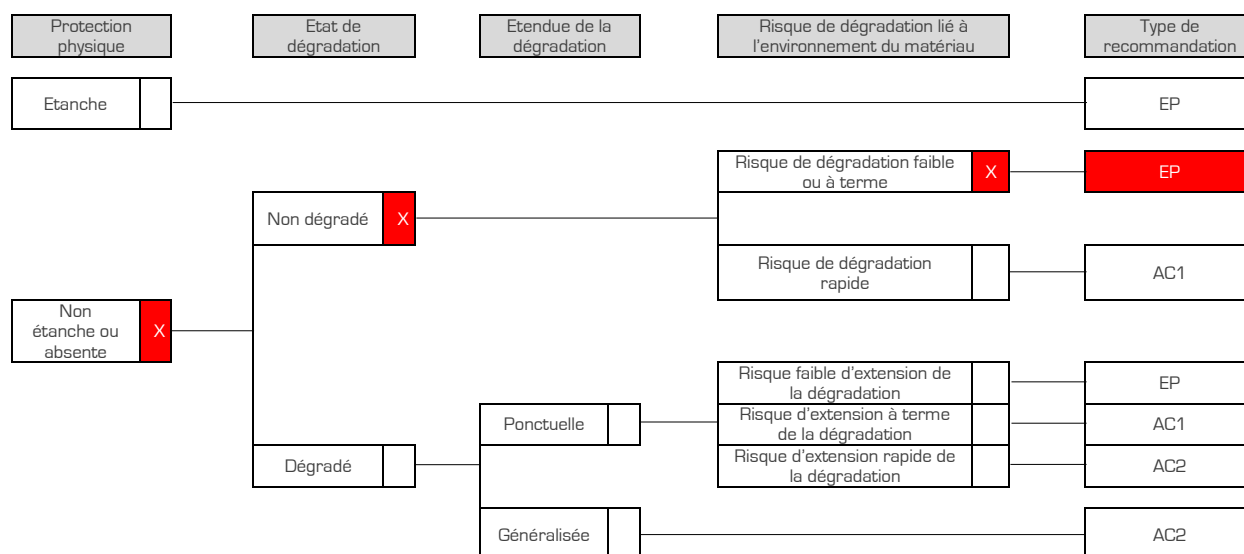 Protection
physique
Etat de
dégradation
Etendue de la
dégradation
Risque de dégradation lié à
l'environnement du matériau
Type de
recommandation
Etanche
EP
Risque de dégradation faible
ou à terme
X
EP
Non dégradé
X
Risque de dégradation
rapide
AC1
Non
étanche ou
absente
X
Risque faible d'extension de
la dégradation
EP
Ponctuelle
Risque d'extension à terme
de la dégradation
AC1
Dégradé
Risque d'extension rapide de
la dégradation
AC2
Généralisée
AC2